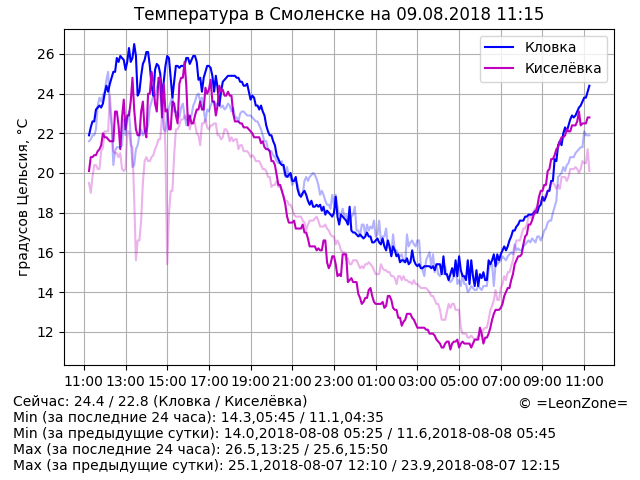 Температура в Смоленске на 09.08.2018 11:15
Кловка
Киселёвка
градусов Цельсия, °C
26
24
22
20
18
16
14
12
11:00 13:00 15:00 17:00 19:00 21:00 23:00 01:00 03:00 05:00 07:00 09:00 11:00
Сейчас: 24.4 / 22.8 (Кловка / Киселёвка)
© =LeonZone=
Min (за последние 24 часа): 14.3,05:45 / 11.1,04:35
Min (за предыдущие сутки): 14.0,2018-08-08 05:25 / 11.6,2018-08-08 05:45
Max (за последние 24 часа): 26.5,13:25 / 25.6,15:50
Max (за предыдущие сутки): 25.1,2018-08-07 12:10 / 23.9,2018-08-07 12:15